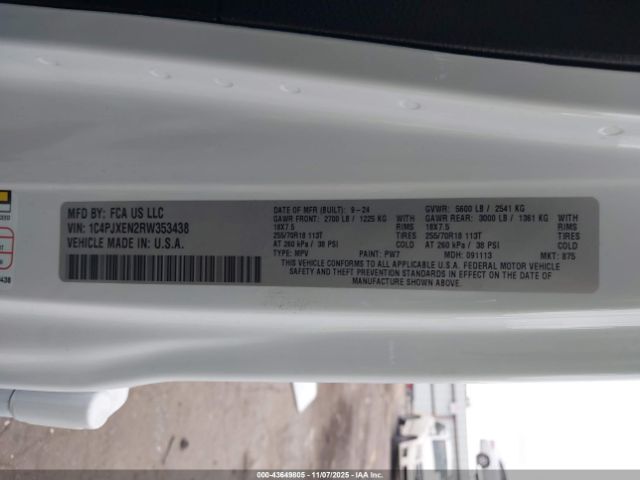 MFD BY: FCA US LLC
VIN: 1C4PJXEN2RW353438
VEHICLE MADE IN: U.S.A.
DATE OF MFR (BUILT): 9-24
GAWR FRONT: 2700 LB / 1225 KG WITH
18X7.5 RIMS
255/70R18 113T TIRES
AT 260 kPa / 38 PSI COLD
GVWR: 5600 LB / 2541 KG
GAWR REAR: 3000 LB / 1361 KG WITH
18X7.5 RIMS
255/70R18 113T TIRES
AT 260 kPa / 38 PSI COLD
TYPE: MPV PAINT: PW7 MDH: 091113 MKT: 875
THIS VEHICLE CONFORMS TO ALL APPLICABLE U.S.A. FEDERAL MOTOR VEHICLE
SAFETY AND THEFT PREVENTION STANDARDS IN EFFECT ON THE DATE OF
MANUFACTURE SHOWN ABOVE.
000-43649805 - 11/07/2025 - IAA